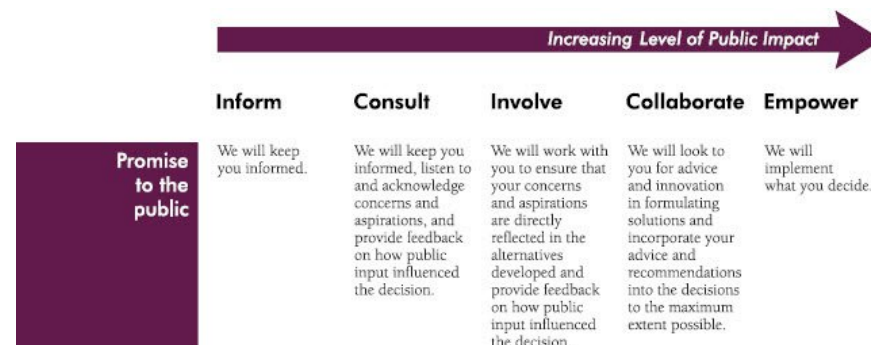 Increasing Level of Public Impact
Inform
Consult
Involve
Collaborate
Empower
Promise
to the
public
We will keep
you informed.
We will keep you
informed, listen to
and acknowledge
concerns and
aspirations, and
provide feedback
on how public
input influenced
the decision.
We will work with
you to ensure that
your concerns
and aspirations
are directly
reflected in the
alternatives
developed and
provide feedback
on how public
input influenced
the decision
We will look to
you for advice
and innovation
in formulating
solutions and
incorporate your
advice and
recommendations
into the decisions
to the maximum
extent possible.
We will
implement
what you decide.